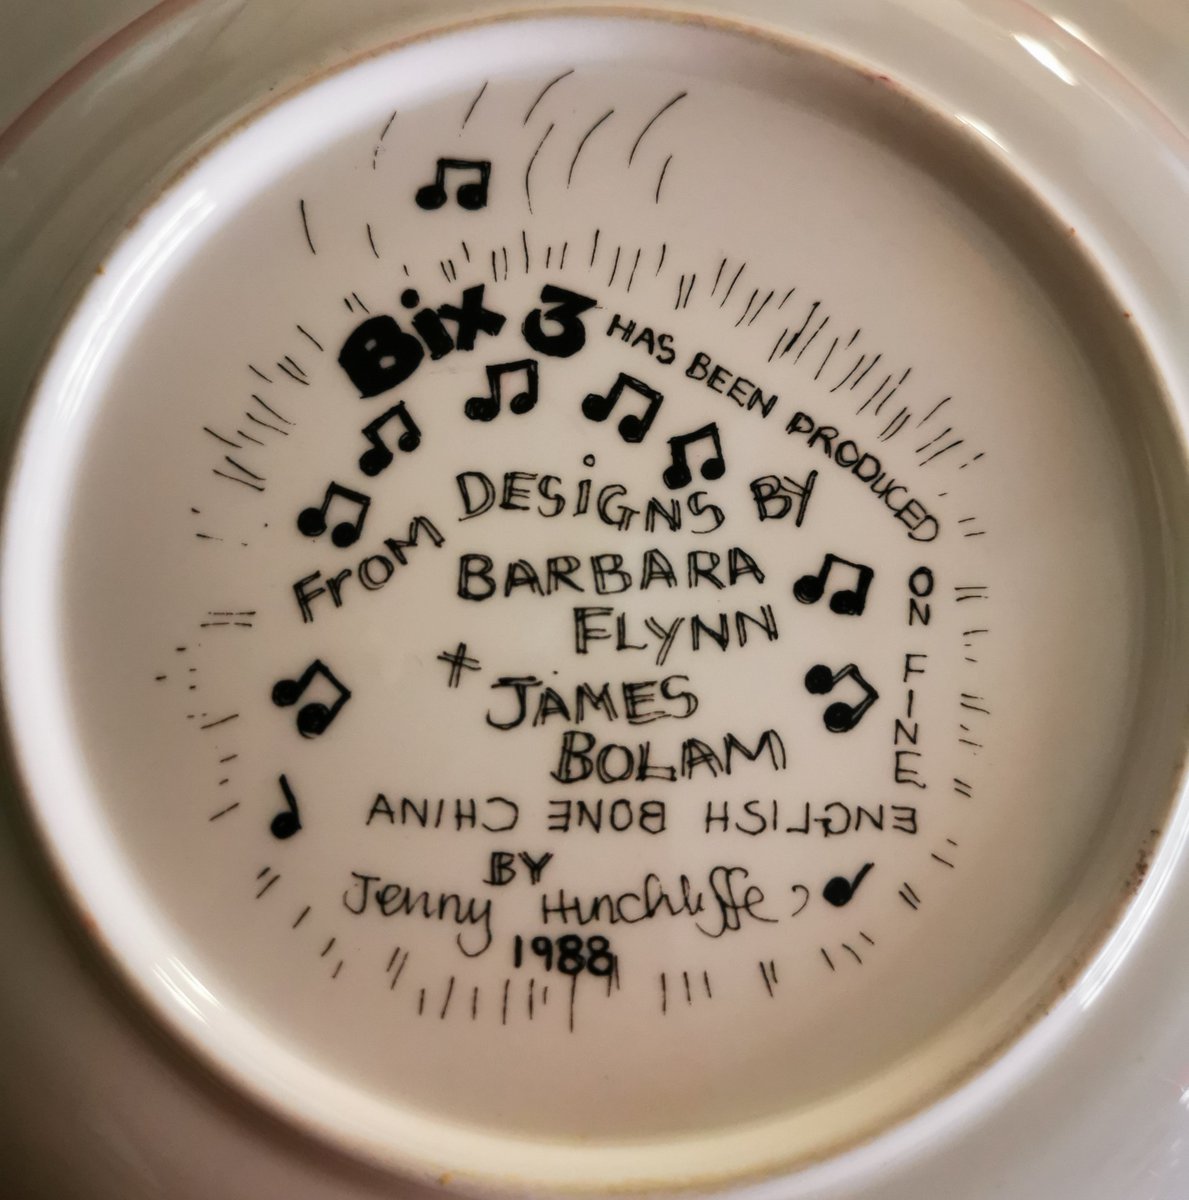 Bix 3 HAS BEEN PRODUCED
ON FINE
ENGLISH BONE CHINA
FROM DESIGNS BY
BARBARA
FLYNN
+ JAMES
BOLAM
BY
Jenny Hinchliffe,
1988